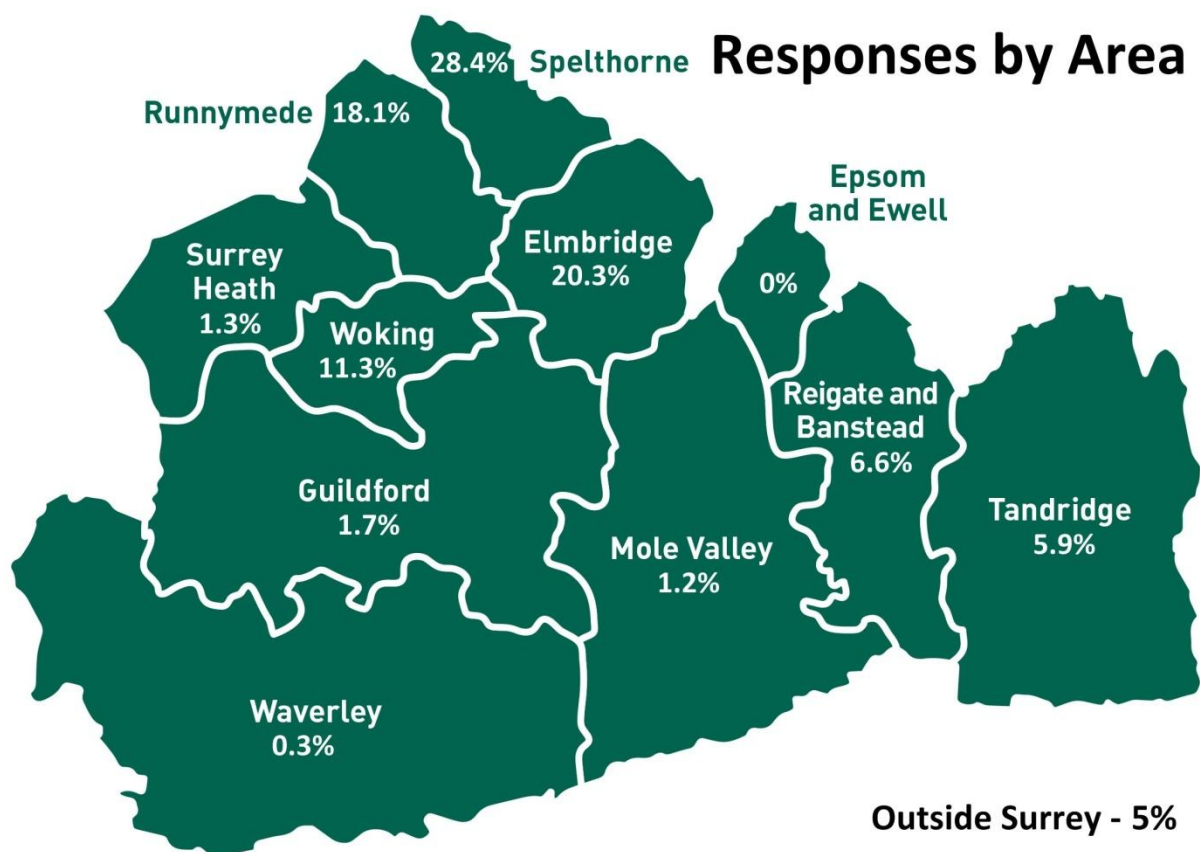 Responses by Area
28.4% Spelthorne
Runnymede 18.1%
Epsom
and Ewell
0%
Elmbridge
20.3%
Surrey
Heath
1.3%
Woking
11.3%
Reigate and
Banstead
6.6%
Guildford
1.7%
Tandridge
5.9%
Mole Valley
1.2%
Waverley
0.3%
Outside Surrey - 5%